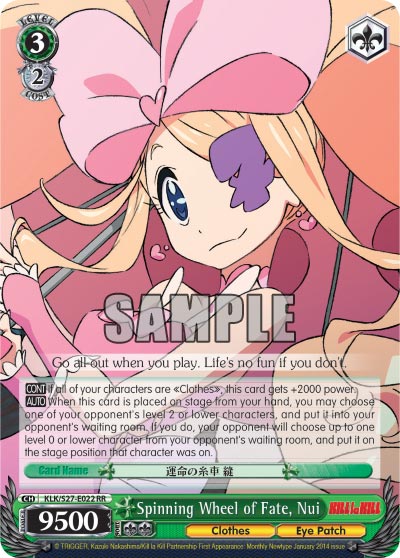 LEVEL
3
2
COST
SAMPLE
Go all out when you play. Life's no fun if you don't.
CONT If all of your characters are «Clothes», this card gets +2000 power.
AUTO When this card is placed on stage from your hand, you may choose
one of your opponent's level 2 or lower characters, and put it into your
opponent's waiting room. If you do, your opponent will choose up to one
level 0 or lower character from your opponent's waiting room, and put it on
the stage position that character was on.
Card Name
運命の糸車 縫
CH KLK/S27-E022 RR
Spinning Wheel of Fate, Nui
KILL la KILL
POWER
9500
SOUL
Clothes
Eye Patch
© TRIGGER, Kazuki Nakashima/Kill la Kill Partnership First Appearance: Monthly Newtype January 2014 issue